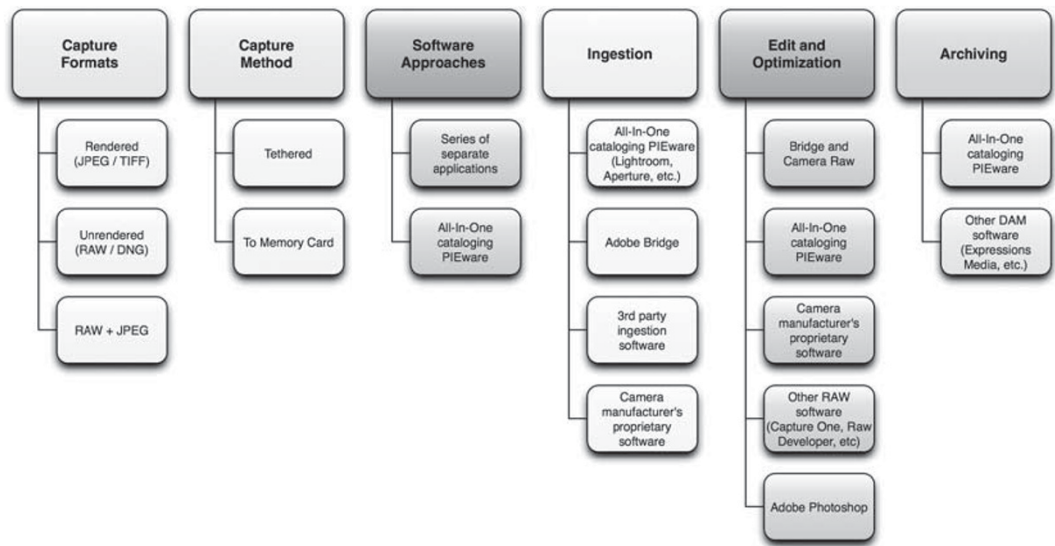 Capture
Formats
Rendered
(JPEG / TIFF)
Unrendered
(RAW / DNG)
RAW + JPEG
Capture
Method
Tethered
To Memory Card
Software
Approaches
Series of
separate
applications
All-In-One
cataloging
PIEware
Ingestion
All-In-One
cataloging PIEware
(Lightroom,
Aperture, etc.)
Adobe Bridge
3rd party
ingestion
software
Camera
manufacturer's
proprietary
software
Edit and
Optimization
Bridge and
Camera Raw
All-In-One
cataloging
PIEware
Camera
manufacturer's
proprietary
software
Other RAW
software
(Capture One, Raw
Developer, etc)
Adobe Photoshop
Archiving
All-In-One
cataloging
PIEware
Other DAM
software
(Expressions
Media, etc.)